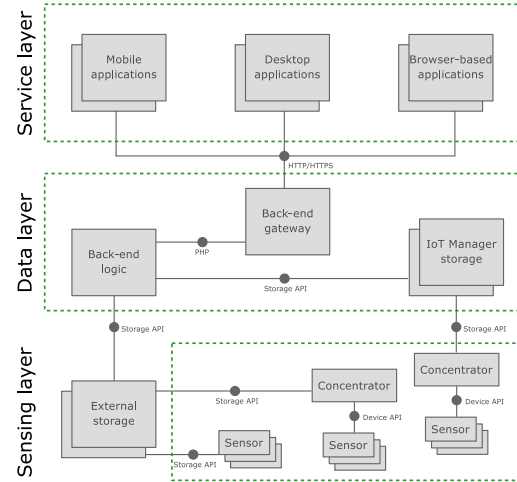 Service layer
Mobile
applications
Desktop
applications
Browser-based
applications
HTTP/HTTPS
Data layer
Back-end
gateway
Back-end
logic
PHP
IoT Manager
storage
Storage API
Storage API
Storage API
Sensing layer
External
storage
Storage API
Concentrator
Device API
Sensor
Concentrator
Device API
Sensor
Sensor
Storage API